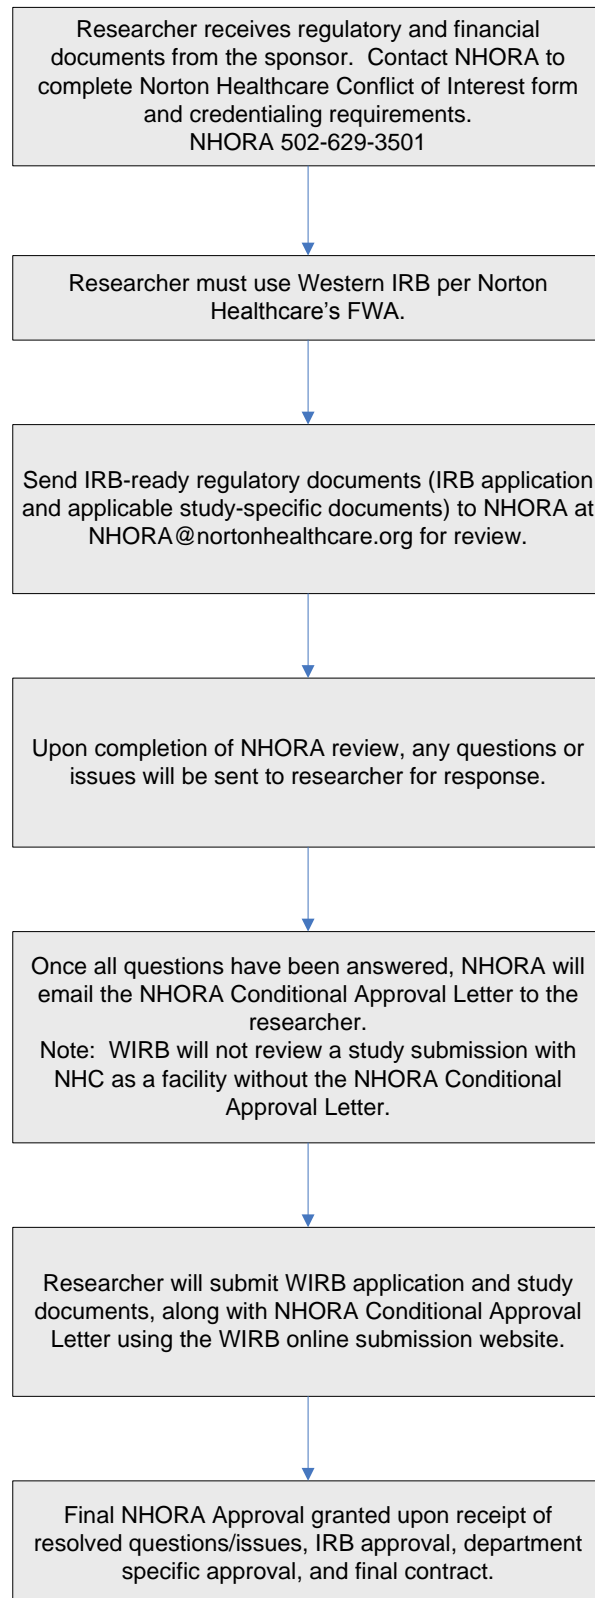 Researcher receives regulatory and financial
documents from the sponsor.  Contact NHORA to
complete Norton Healthcare Conflict of Interest form
and credentialing requirements.
NHORA 502-629-3501
Researcher must use Western IRB per Norton
Healthcare’s FWA.
Send IRB-ready regulatory documents (IRB application
and applicable study-specific documents) to NHORA at
NHORA@nortonhealthcare.org for review.
Upon completion of NHORA review, any questions or
issues will be sent to researcher for response.
Once all questions have been answered, NHORA will
email the NHORA Conditional Approval Letter to the
researcher.
Note:  WIRB will not review a study submission with
NHC as a facility without the NHORA Conditional
Approval Letter.
Researcher will submit WIRB application and study
documents, along with NHORA Conditional Approval
Letter using the WIRB online submission website.
Final NHORA Approval granted upon receipt of
resolved questions/issues, IRB approval, department
specific approval, and final contract.